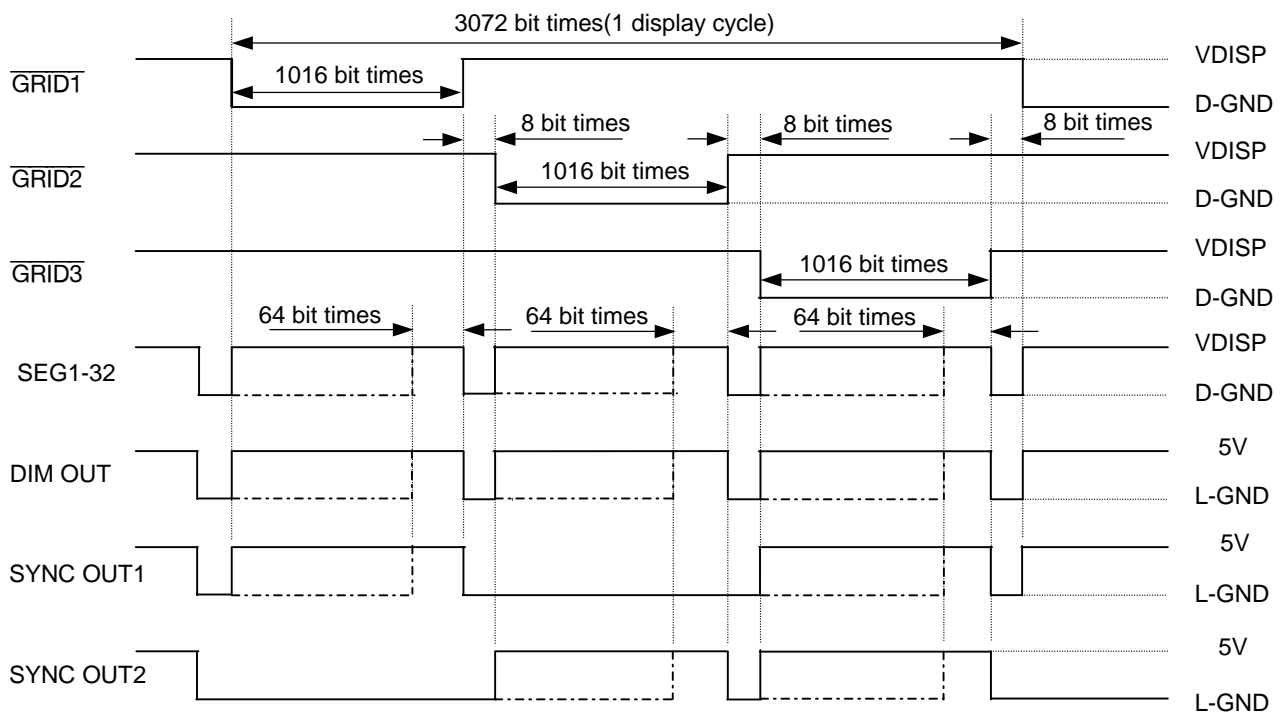 3072 bit times(1 display cycle)
VDISP
GRID1
1016 bit times
D-GND
8 bit times
8 bit times
8 bit times
VDISP
GRID2
1016 bit times
D-GND
VDISP
GRID3
1016 bit times
D-GND
64 bit times
64 bit times
64 bit times
VDISP
SEG1-32
D-GND
5V
DIM OUT
L-GND
5V
SYNC OUT1
L-GND
5V
SYNC OUT2
L-GND